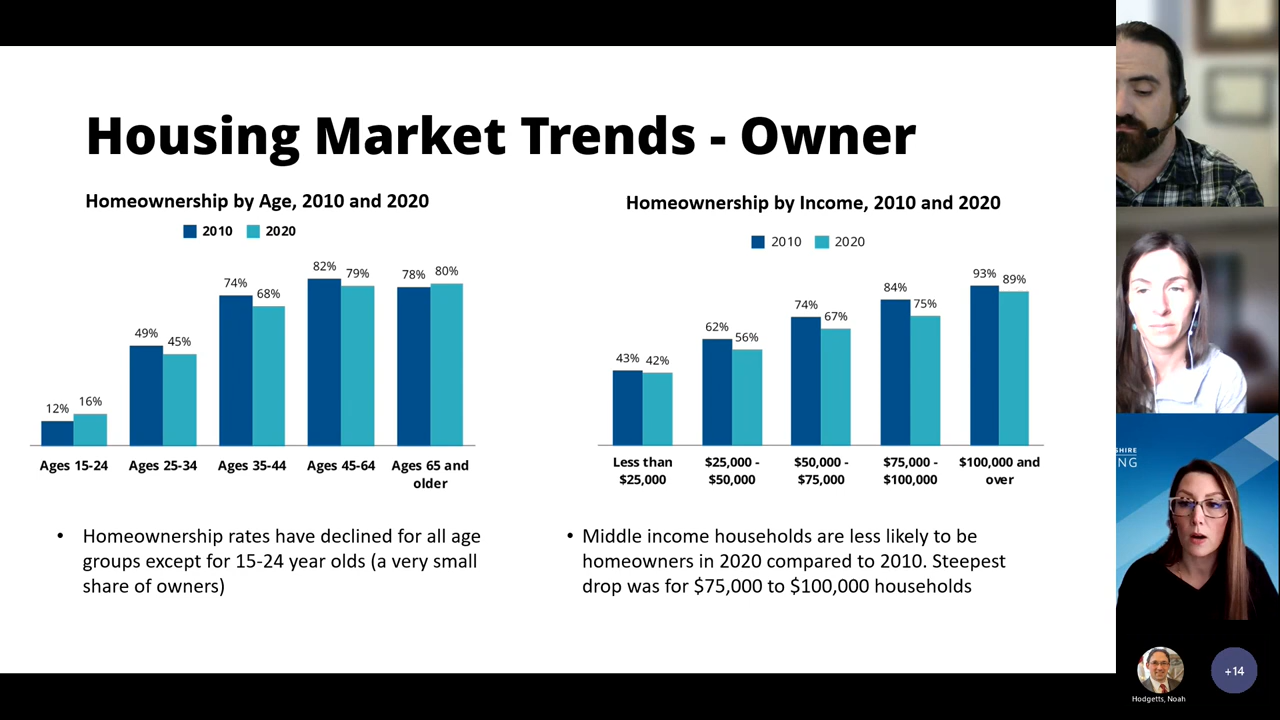 Housing Market Trends - Owner
Homeownership by Age, 2010 and 2020
2010 2020
12% 16% 49% 45% 74% 68% 82% 79% 78% 80%
Ages 15-24 Ages 25-34 Ages 35-44 Ages 45-64 Ages 65 and
older
• Homeownership rates have declined for all age
groups except for 15-24 year olds (a very small
share of owners)
Homeownership by Income, 2010 and 2020
2010 2020
43% 42% 62% 56% 74% 67% 84% 75% 93% 89%
Less than $25,000 - $50,000 - $75,000 - $100,000 and
$25,000 $50,000 $75,000 $100,000 over
• Middle income households are less likely to be
homeowners in 2020 compared to 2010. Steepest
drop was for $75,000 to $100,000 households
SHIRE
NG
Hodgetts, Noah
+14